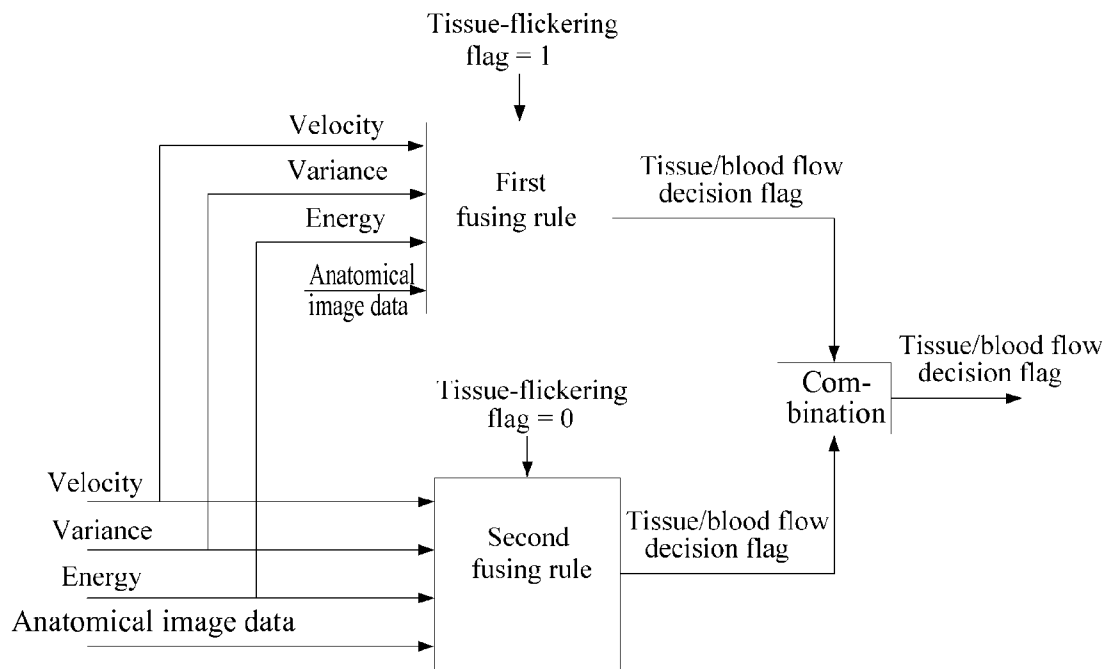 Tissue-flickering
flag = 1
Velocity
Variance
Energy
Anatomical
image data
First
fusing rule
Tissue/blood flow
decision flag
Tissue-flickering
flag = 0
Velocity
Variance
Energy
Anatomical image data
Second
fusing rule
Tissue/blood flow
decision flag
Com-
bination
Tissue/blood flow
decision flag